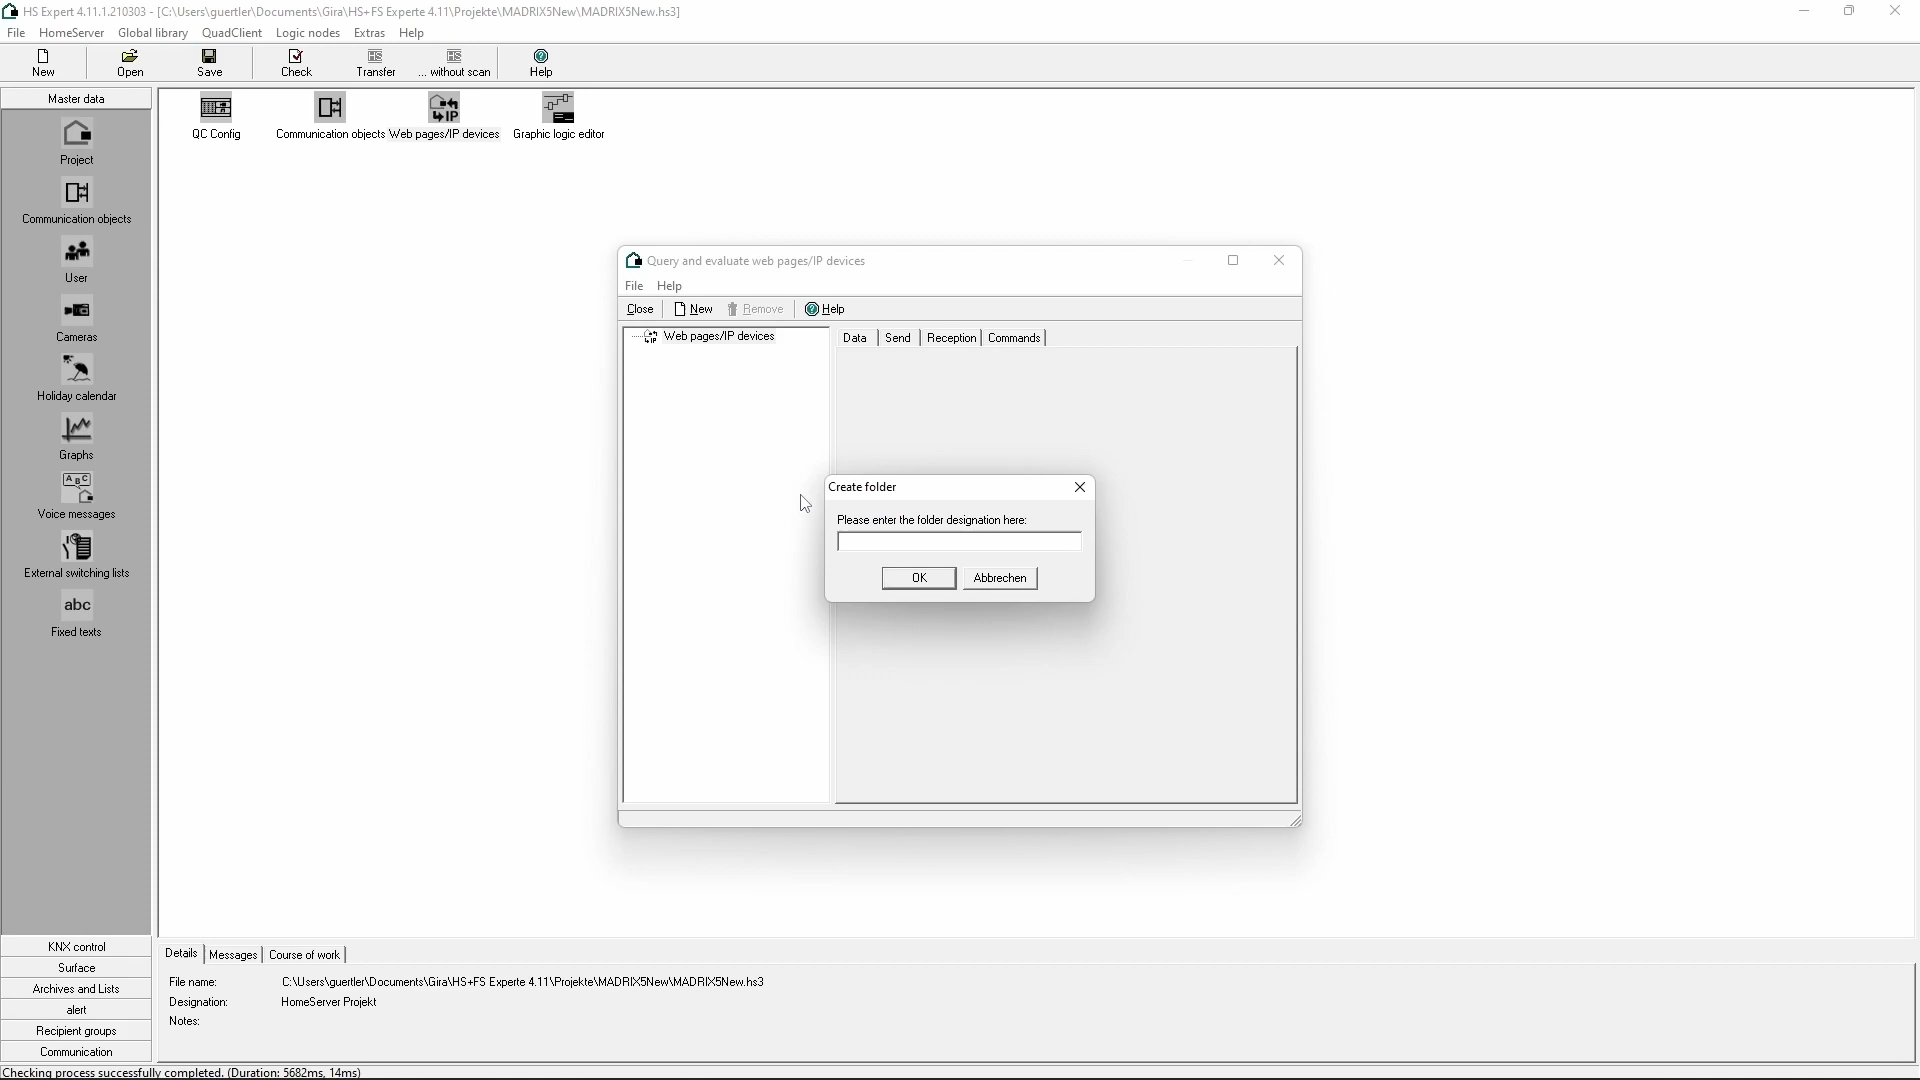 HS Expert 4.11.1.210303 - [C:\Users\guertler\Documents\Gira\HS+FS Experte 4.11\Projekte\MADRIX5New\MADRIX5New.hs3]
File HomeServer Global library QuadClient Logic nodes Extras Help
New Open Save Check Transfer ... without scan Help
Master data
Project
Communication objects
User
Cameras
Holiday calendar
Graphs
Voice messages
External switching lists
abc
Fixed texts
KNX control
Surface
Archives and Lists
alert
Recipient groups
Communication
QC Config Communication objects Web pages/IP devices Graphic logic editor
Query and evaluate web pages/IP devices
File Help
Close New Remove Help
Web pages/IP devices
Data Send Reception Commands
Create folder
Please enter the folder designation here:
OK Abbrechen
Details Messages Course of work
File name: C:\Users\guertler\Documents\Gira\HS+FS Experte 4.11\Projekte\MADRIX5New\MADRIX5New.hs3
Designation: HomeServer Projekt
Notes:
Checking process successfully completed. (Duration: 5682ms, 14ms)